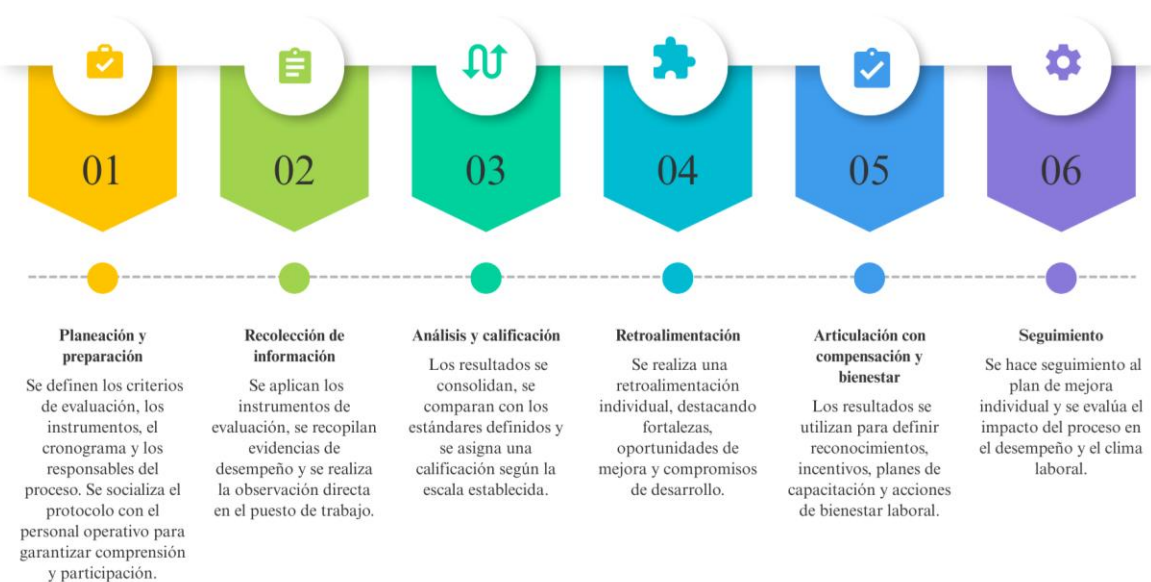 01
02
03
04
05
06
Planeación y
preparación
Se definen los criterios
de evaluación, los
instrumentos, el
cronograma y los
responsables del
proceso. Se socializa el
protocolo con el
personal operativo para
garantizar comprensión
y participación.
Recolección de
información
Se aplican los
instrumentos de
evaluación, se recopilan
evidencias de
desempeño y se realiza
la observación directa
en el puesto de trabajo.
Análisis y calificación
Los resultados se
consolidan, se
comparan con los
estándares definidos y
se asigna una
calificación según la
escala establecida.
Retroalimentación
Se realiza una
retroalimentación
individual, destacando
fortalezas,
oportunidades de
mejora y compromisos
de desarrollo.
Articulación con
compensación y
bienestar
Los resultados se
utilizan para definir
reconocimientos,
incentivos, planes de
capacitación y acciones
de bienestar laboral.
Seguimiento
Se hace seguimiento al
plan de mejora
individual y se evalúa el
impacto del proceso en
el desempeño y el clima
laboral.